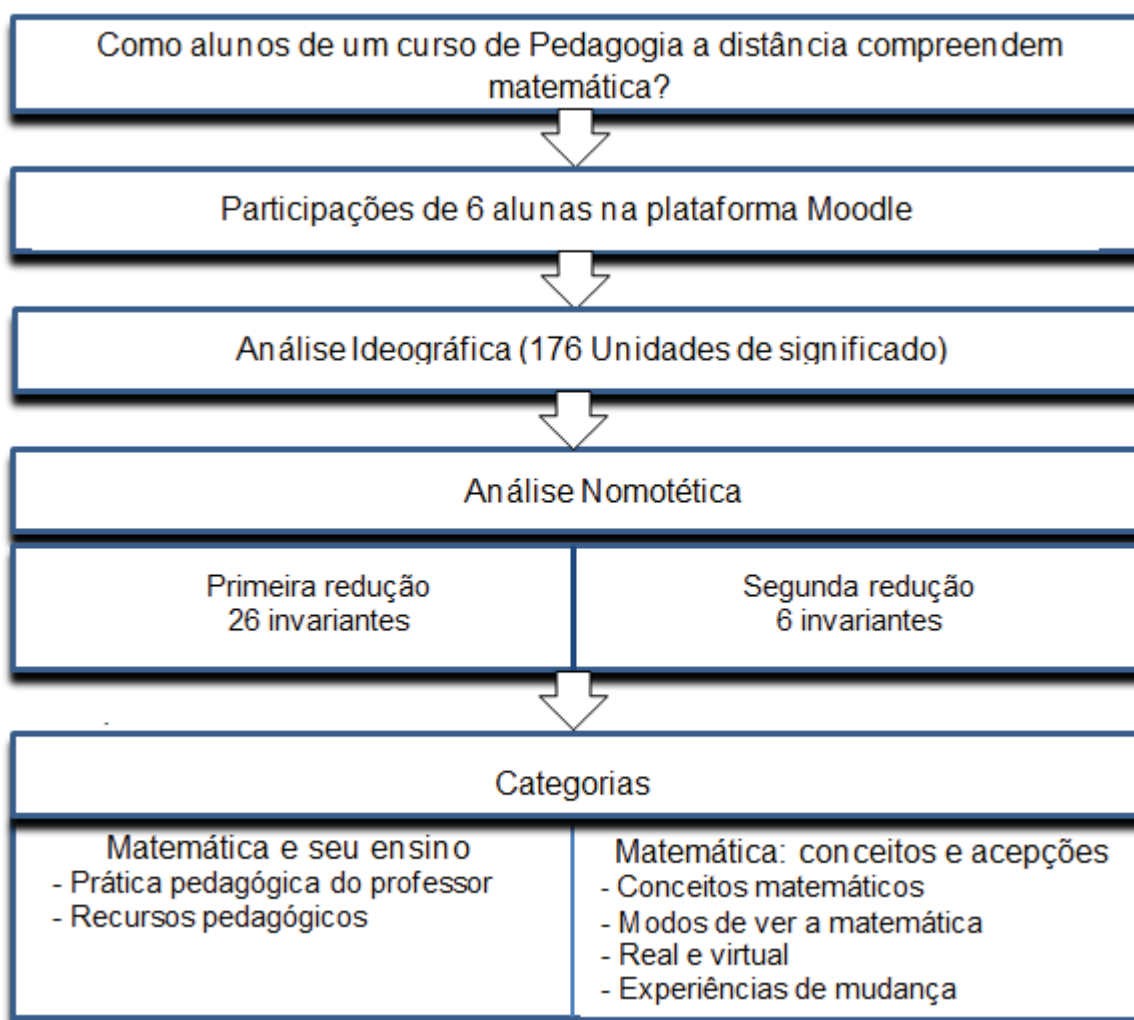 Como alunos de um curso de Pedagogia a distância compreendem
matemática?
Participações de 6 alunas na plataforma Moodle
Análise Ideográfica (176 Unidades de significado)
Análise Nomotética
Primeira redução
26 invariantes
Segunda redução
6 invariantes
Categorias
Matemática e seu ensino
- Prática pedagógica do professor
- Recursos pedagógicos
Matemática: conceitos e acepções
- Conceitos matemáticos
- Modos de ver a matemática
- Real e virtual
- Experiências de mudança